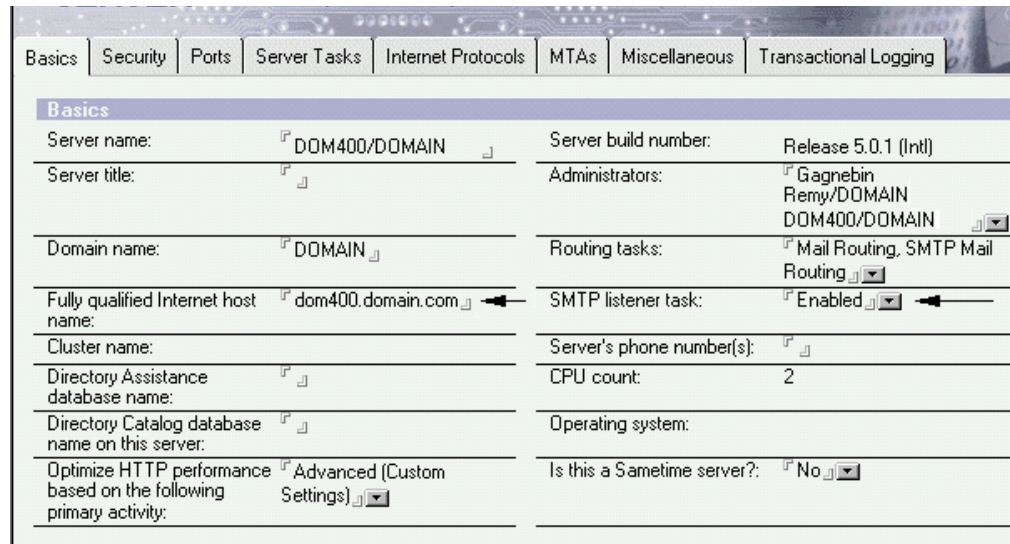 Basics Security Ports Server Tasks Internet Protocols MTAs Miscellaneous Transactional Logging
Basics
Server name: DOM400/DOMAIN
Server build number: Release 5.0.1 (Intl)
Server title:
Administrators: Gagnebin
Remy/DOMAIN
DOM400/DOMAIN
Domain name: DOMAIN
Routing tasks: Mail Routing, SMTP Mail
Routing
Fully qualified Internet host
name:
dom400.domain.com
SMTP listener task: Enabled
Cluster name:
Server's phone number(s):
Directory Assistance
database name:
CPU count: 2
Directory Catalog database
name on this server:
Operating system:
Optimize HTTP performance
based on the following
primary activity:
Advanced (Custom
Settings)
Is this a Sametime server?: No